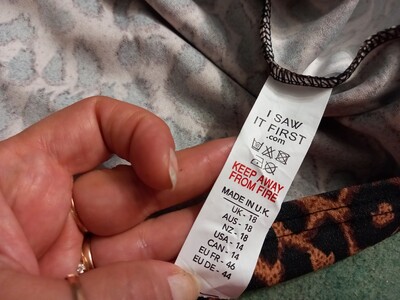 I SAW
IT FIRST
.com
KEEP AWAY
FROM FIRE
MADE IN U.K.
UK - 18
AUS - 18
NZ - 18
USA - 14
CAN - 14
EU FR - 46
EU DE - 44